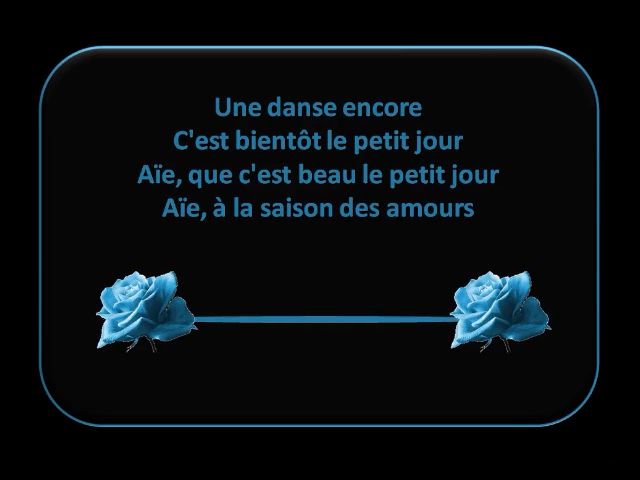 Une danse encore
C'est bientôt le petit jour
Aïe, que c'est beau le petit jour
Aïe, à la saison des amours